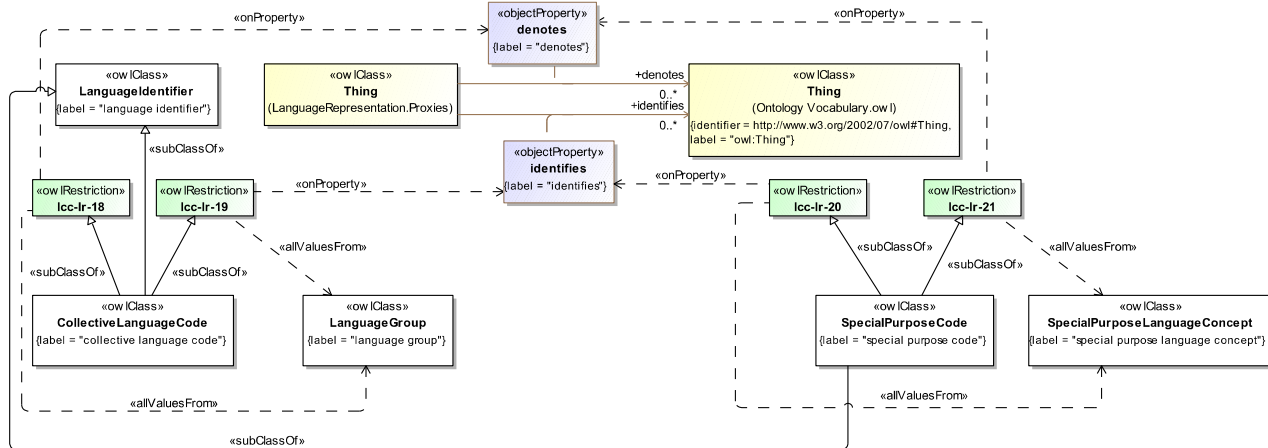 «onProperty»
«objectProperty»
denotes
{label = "denotes"}
«onProperty»
«owlClass»
LanguageIdentifier
{label = "language identifier"}
«owlClass»
Thing
(LanguageRepresentation.Proxies)
+denotes
0..*
+identifies
0..*
«owlClass»
Thing
(Ontology Vocabulary.owl)
{identifier = http://www.w3.org/2002/07/owl#Thing,
label = "owl:Thing"}
«subClassOf»
«objectProperty»
identifies
{label = "identifies"}
«onProperty»
«onProperty»
«owlRestriction»
lcc-lr-18
«owlRestriction»
lcc-lr-19
«owlRestriction»
lcc-lr-20
«owlRestriction»
lcc-lr-21
«allValuesFrom»
«allValuesFrom»
«subClassOf»
«subClassOf»
«subClassOf»
«subClassOf»
«owlClass»
CollectiveLanguageCode
{label = "collective language code"}
«owlClass»
LanguageGroup
{label = "language group"}
«owlClass»
SpecialPurposeCode
{label = "special purpose code"}
«owlClass»
SpecialPurposeLanguageConcept
{label = "special purpose language concept"}
«allValuesFrom»
«allValuesFrom»
«subClassOf»